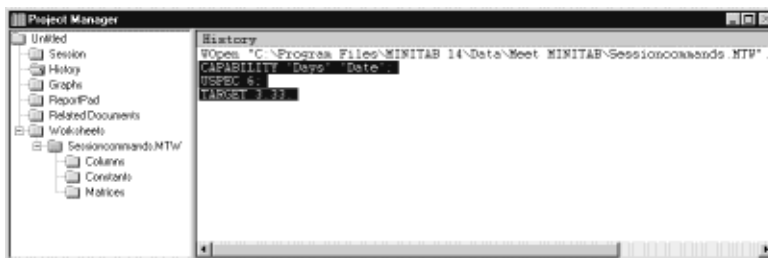 Project Manager
Untitled
Session
History
Graphs
ReportPad
Related Documents
Worksheets
Sessioncommands.MTW
Columns
Constants
Matrices
History
WOpen "C:\Program Files\MINITAB 14\Data\Meet MINITAB\Sessioncommands.MTW".
CAPABILITY 'Days' 'Date'.
USPEC 6;
TARGET 3.33.